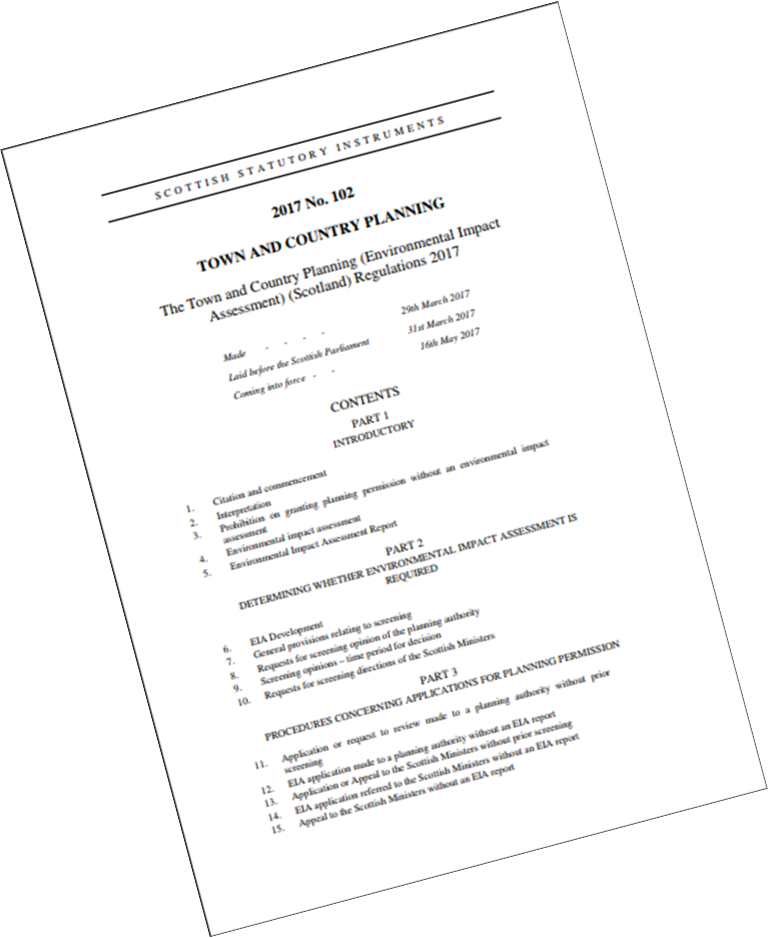 SCOTTISH STATUTORY INSTRUMENTS
2017 No. 102
TOWN AND COUNTRY PLANNING
The Town and Country Planning (Environmental Impact
Assessment) (Scotland) Regulations 2017
Made - - - - 29th March 2017
Laid before the Scottish Parliament 31st March 2017
Coming into force - - 16th May 2017
CONTENTS
PART 1
INTRODUCTORY
1. Citation and commencement
2. Interpretation
3. Prohibition on granting planning permission without an environmental impact
assessment
4. Environmental impact assessment
5. Environmental Impact Assessment Report
PART 2
DETERMINING WHETHER ENVIRONMENTAL IMPACT ASSESSMENT IS
REQUIRED
6. EIA Development
7. General provisions relating to screening
8. Requests for screening opinion of the planning authority
9. Screening opinions – time period for decision
10. Requests for screening directions of the Scottish Ministers
PART 3
PROCEDURES CONCERNING APPLICATIONS FOR PLANNING PERMISSION
11. Application or request to review made to a planning authority without prior
screening
12. EIA application made to a planning authority without an EIA report
13. Application or Appeal to the Scottish Ministers without prior screening
14. EIA application referred to the Scottish Ministers without an EIA report
15. Appeal to the Scottish Ministers without an EIA report